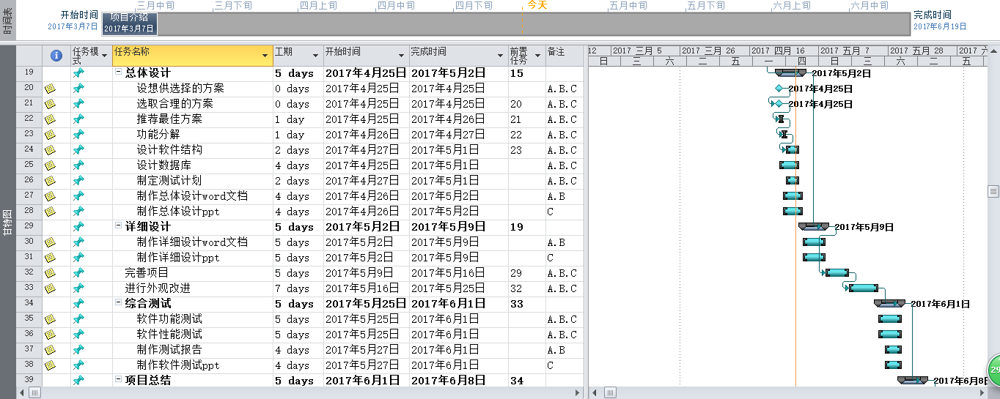 三月中旬 三月下旬 四月上旬 四月中旬 四月下旬 今天 五月中旬 五月下旬 六月上旬 六月中旬
时间表
开始时间
2017年3月7日
项目介绍
2017年3月7日
完成时间
2017年6月19日
甘特图
任务模式 任务名称 工期 开始时间 完成时间 前置任务 备注
12 2017 三月 5 2017 三月 26 2017 四月 16 2017 五月 7 2017 五月 28 2017 六
日 六 二 五 一 四 日 三 六 二 五
19 总体设计 5 days 2017年4月25日 2017年5月2日 15 2017年5月2日
20 设想供选择的方案 0 days 2017年4月25日 2017年4月25日 A.B.C 2017年4月25日
21 选取合理的方案 0 days 2017年4月25日 2017年4月25日 20 A.B.C 2017年4月25日
22 推荐最佳方案 1 day 2017年4月25日 2017年4月26日 21 A.B.C
23 功能分解 1 day 2017年4月26日 2017年4月27日 22 A.B.C
24 设计软件结构 2 days 2017年4月27日 2017年5月1日 23 A.B.C
25 设计数据库 4 days 2017年4月25日 2017年5月1日 A.B.C
26 制定测试计划 2 days 2017年4月27日 2017年5月1日 A.B.C
27 制作总体设计word文档 4 days 2017年4月26日 2017年5月2日 A.B
28 制作总体设计ppt 4 days 2017年4月26日 2017年5月2日 C
29 详细设计 5 days 2017年5月2日 2017年5月9日 19 2017年5月9日
30 制作详细设计word文档 5 days 2017年5月2日 2017年5月9日 A.B
31 制作详细设计ppt 5 days 2017年5月2日 2017年5月9日 C
32 完善项目 5 days 2017年5月9日 2017年5月16日 29 A.B.C
33 进行外观改进 7 days 2017年5月16日 2017年5月25日 32 A.B.C
34 综合测试 5 days 2017年5月25日 2017年6月1日 33 2017年6月1日
35 软件功能测试 5 days 2017年5月25日 2017年6月1日 A.B.C
36 软件性能测试 5 days 2017年5月25日 2017年6月1日 A.B.C
37 制作测试报告 4 days 2017年5月27日 2017年6月1日 A.B
38 制作软件测试ppt 4 days 2017年5月27日 2017年6月1日 C
29
39 项目总结 5 days 2017年6月1日 2017年6月8日 34 2017年6月8日